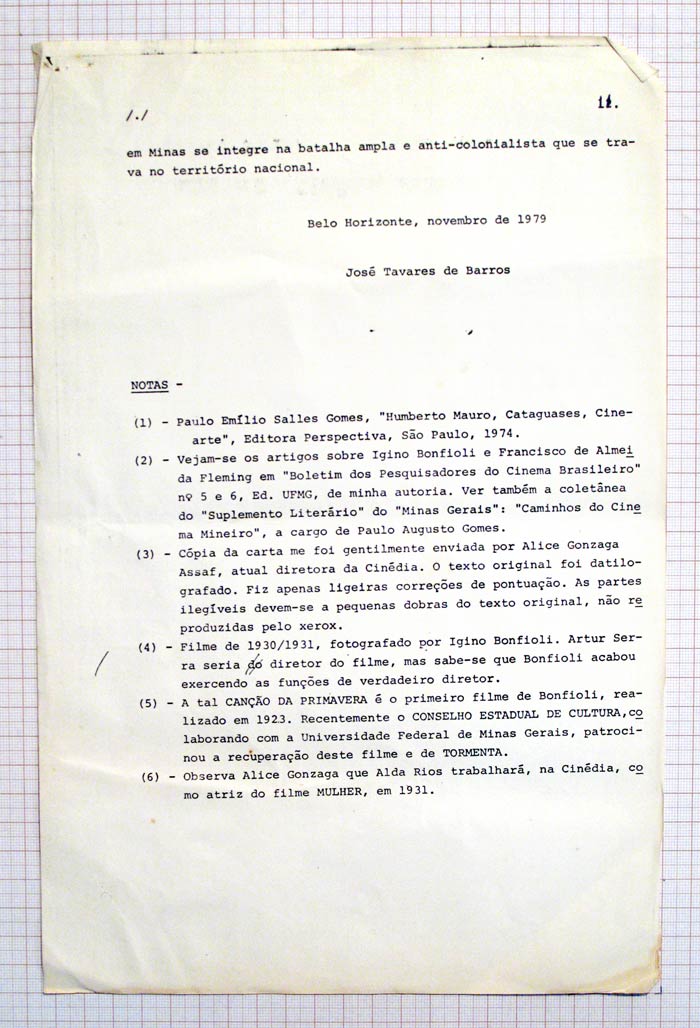 /./
11.
em Minas se integre na batalha ampla e anti-colonialista que se tra-
va no território nacional.
Belo Horizonte, novembro de 1979
José Tavares de Barros
NOTAS -
(1) - Paulo Emílio Salles Gomes, "Humberto Mauro, Cataguases, Cine-
arte", Editora Perspectiva, São Paulo, 1974.
(2) - Vejam-se os artigos sobre Igino Bonfioli e Francisco de Almei
da Fleming em "Boletim dos Pesquisadores do Cinema Brasileiro"
nº 5 e 6, Ed. UFMG, de minha autoria. Ver também a coletânea
do "Suplemento Literário" do "Minas Gerais": "Caminhos do Cine
ma Mineiro", a cargo de Paulo Augusto Gomes.
(3) - Cópia da carta me foi gentilmente enviada por Alice Gonzaga
Assaf, atual diretora da Cinédia. O texto original foi datilo-
grafado. Fiz apenas ligeiras correções de pontuação. As partes
ilegíveis devem-se a pequenas dobras do texto original, não re
produzidas pelo xerox.
(4) - Filme de 1930/1931, fotografado por Igino Bonfioli. Artur Ser-
ra seria o diretor do filme, mas sabe-se que Bonfioli acabou
exercendo as funções de verdadeiro diretor.
(5) - A tal CANÇÃO DA PRIMAVERA é o primeiro filme de Bonfioli, rea-
lizado em 1923. Recentemente o CONSELHO ESTADUAL DE CULTURA,co
laborando com a Universidade Federal de Minas Gerais, patroci-
nou a recuperação deste filme e de TORMENTA.
(6) - Observa Alice Gonzaga que Alda Rios trabalhará, na Cinédia, co
mo atriz do filme MULHER, em 1931.